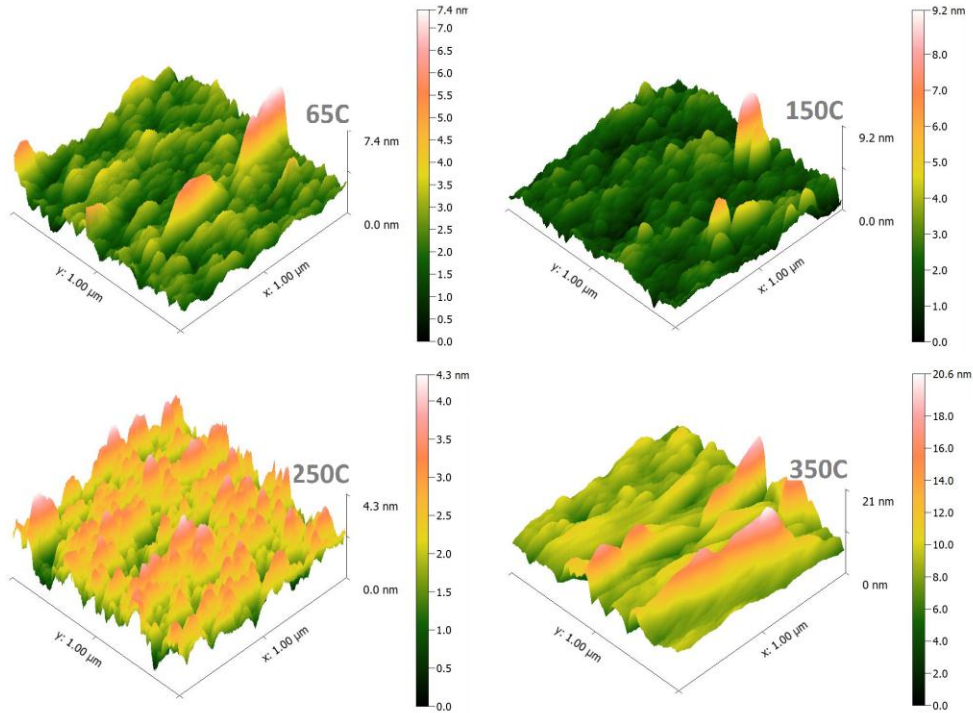 65C
7.4 nm
0.0 nm
y: 1.00 µm
x: 1.00 µm
7.4 nm
7.0
6.5
6.0
5.5
5.0
4.5
4.0
3.5
3.0
2.5
2.0
1.5
1.0
0.5
0.0
150C
9.2 nm
0.0 nm
y: 1.00 µm
x: 1.00 µm
9.2 nm
8.0
7.0
6.0
5.0
4.0
3.0
2.0
1.0
0.0
250C
4.3 nm
0.0 nm
y: 1.00 µm
x: 1.00 µm
4.3 nm
4.0
3.5
3.0
2.5
2.0
1.5
1.0
0.5
0.0
350C
21 nm
0 nm
y: 1.00 µm
x: 1.00 µm
20.6 nm
18.0
16.0
14.0
12.0
10.0
8.0
6.0
4.0
2.0
0.0